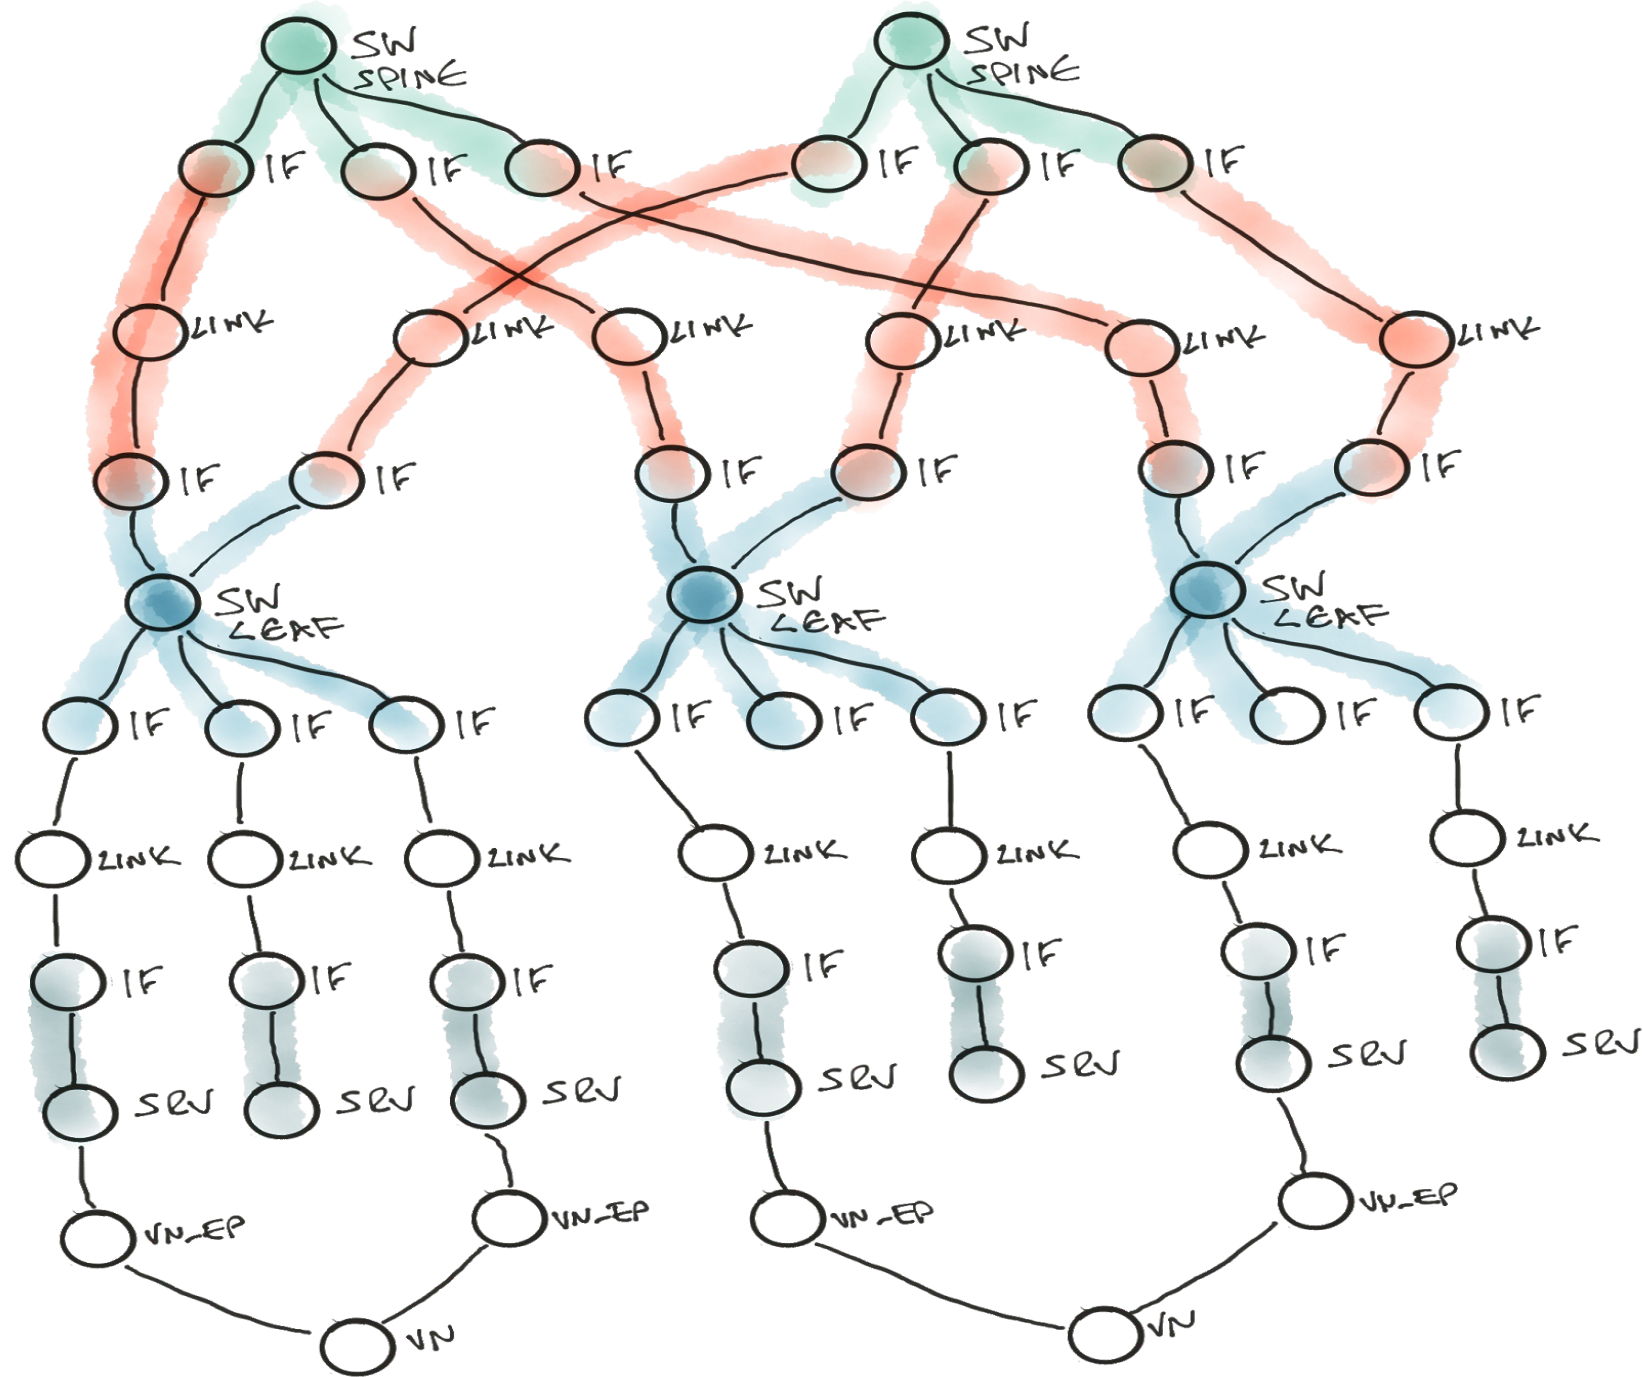 SW
SPINE
SW
SPINE
IF
IF
IF
IF
IF
IF
LINK
LINK
LINK
LINK
LINK
LINK
IF
IF
IF
IF
IF
IF
SW
LEAF
SW
LEAF
SW
LEAF
IF
IF
IF
IF
IF
IF
IF
IF
IF
LINK
LINK
LINK
LINK
LINK
LINK
LINK
IF
IF
IF
IF
IF
IF
IF
SRV
SRV
SRV
SRV
SRV
SRV
SRV
VN_EP
VN_EP
VN_EP
VN_EP
VN
VN